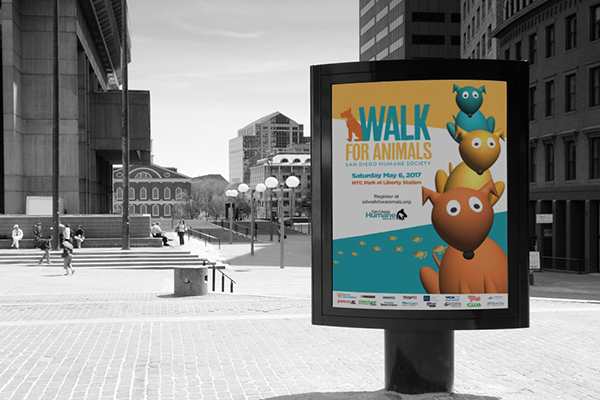 WALK
FOR ANIMALS
SAN DIEGO HUMANE SOCIETY
Saturday May 6, 2017
NTC Park at Liberty Station
Register at
sdwalkforanimals.org
San Diego
Humane
SOCIETY